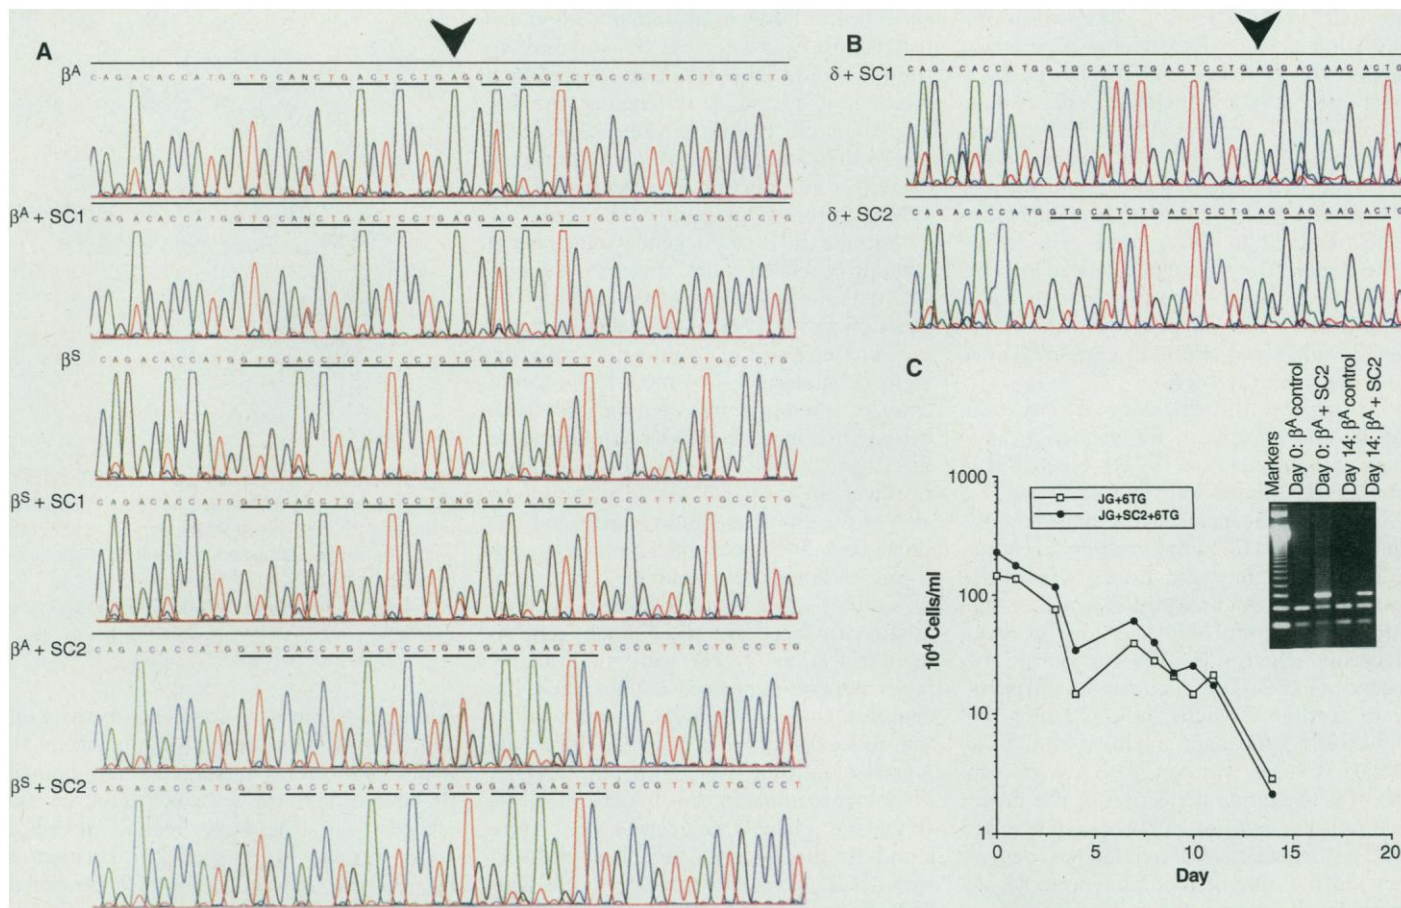 A
β^A
CAGACACCATGGTGCANCTGACTCCTGAGGAGAAGTCTGCCGTTACTGCCCTG
β^A + SC1
CAGACACCATGGTGCANCTGACTCCTGAGGAGAAGTCTGCCGTTACTGCCCTG
β^S
CAGACACCATGGTGCACCTGACTCCTGTGGAGAAGTCTGCCGTTACTGCCCTG
β^S + SC1
CAGACACCATGGTGCACCTGACTCCTGNGGAGAAGTCTGCCGTTACTGCCCTG
β^A + SC2
CAGACACCATGGTGCACCTGACTCCTGNGGAGAAGTCTGCCGTTACTGCCCTG
β^S + SC2
CAGACACCATGGTGCACCTGACTCCTGTGGAGAAGTCTGCCGTTACTGCCCT
B
δ + SC1
CAGACACCATGGTGCATCTGACTCCTGAGGAGAAGACTG
δ + SC2
CAGACACCATGGTGCATCTGACTCCTGAGGAGAAGACTG
C
Markers
Day 0: β^A control
Day 0: β^A + SC2
Day 14: β^A control
Day 14: β^A + SC2
JG+6TG
JG+SC2+6TG
10^4 Cells/ml
1000
100
10
1
0 5 10 15 20
Day